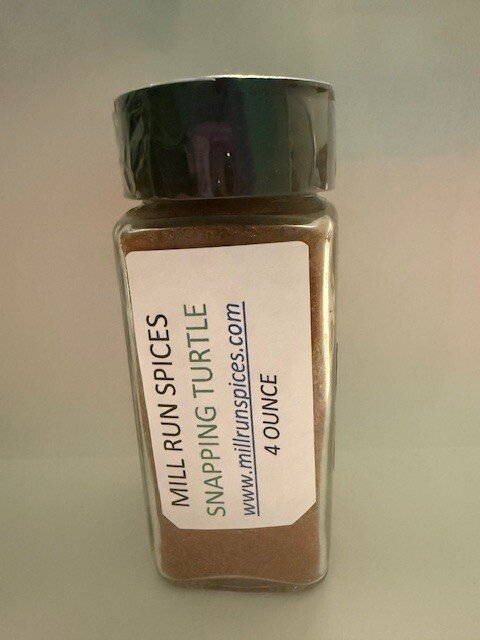 MILL RUN SPICES
SNAPPING TURTLE
www.millrunspices.com
4 OUNCE